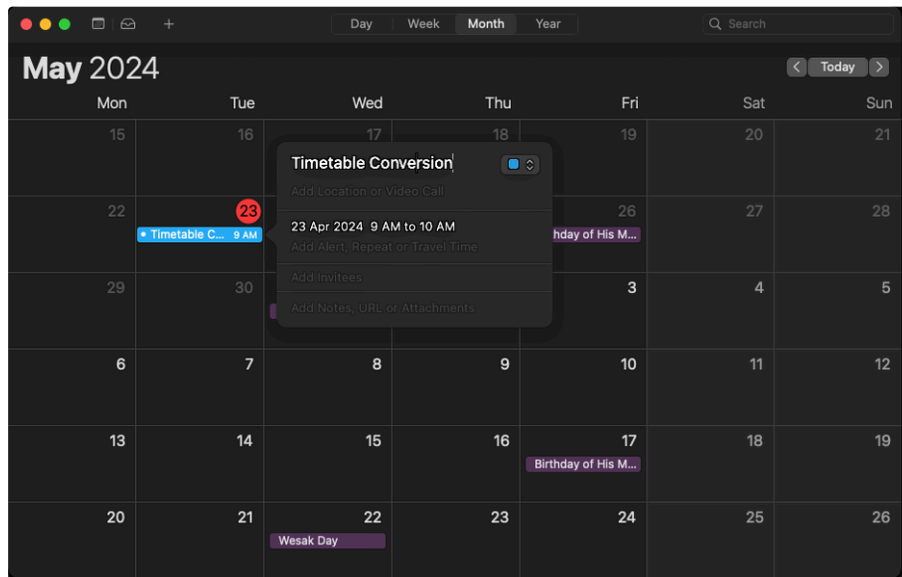 Day Week Month Year Search
May 2024 Today
Mon Tue Wed Thu Fri Sat Sun
15 16 17 18 19 20 21
Timetable Conversion
Add Location or Video Call
22 23 26 27 28
Timetable C... 9 AM hday of His M...
23 Apr 2024 9 AM to 10 AM
Add Alert, Repeat or Travel Time
Add Invitees
29 30 3 4 5
Add Notes, URL or Attachments
6 7 8 9 10 11 12
13 14 15 16 17 18 19
Birthday of His M...
20 21 22 23 24 25 26
Wesak Day